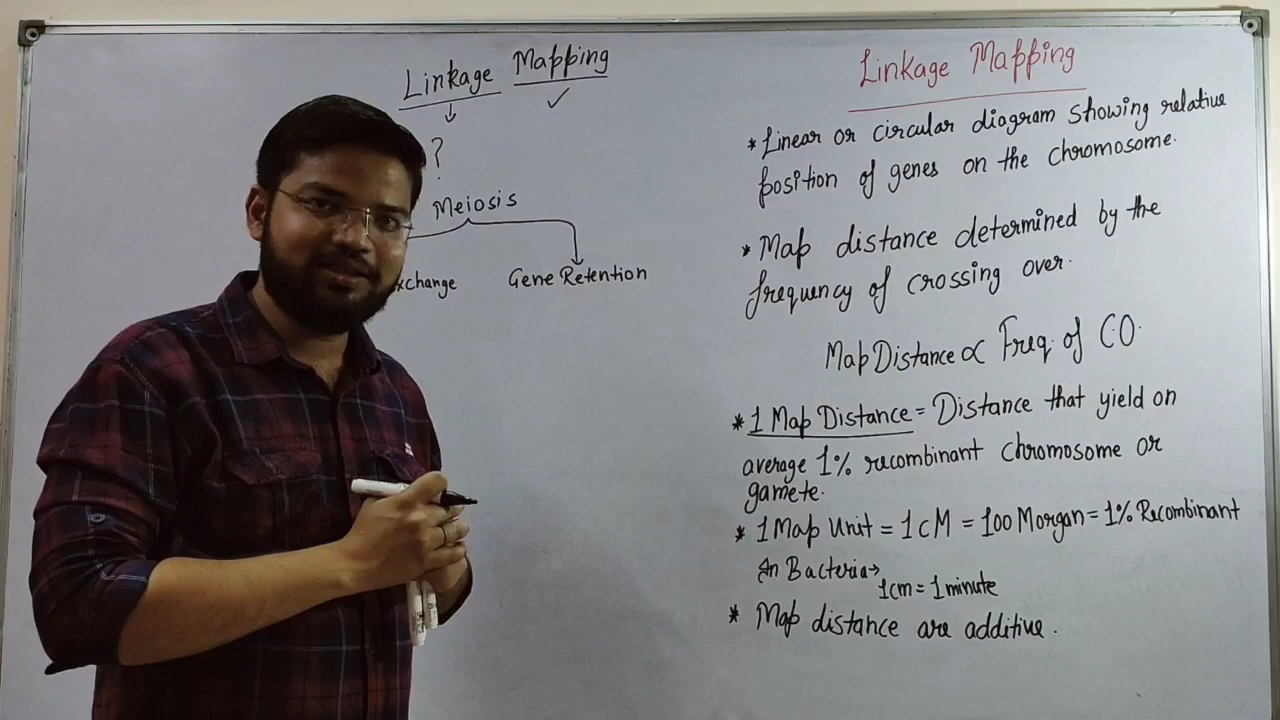 Linkage Mapping
?
Meiosis
xchange Gene Retention
Linkage Mapping
* Linear or circular diagram showing relative
position of genes on the chromosome.
* Map distance determined by the
frequency of crossing over.
Map Distance ∝ Freq. of C.O.
* 1 Map Distance = Distance that yield on
average 1% recombinant chromosome or
gamete.
* 1 Map Unit = 1 cM = 100 Morgan = 1% Recombinant
In Bacteria→
1cm = 1 minute
* Map distance are additive.